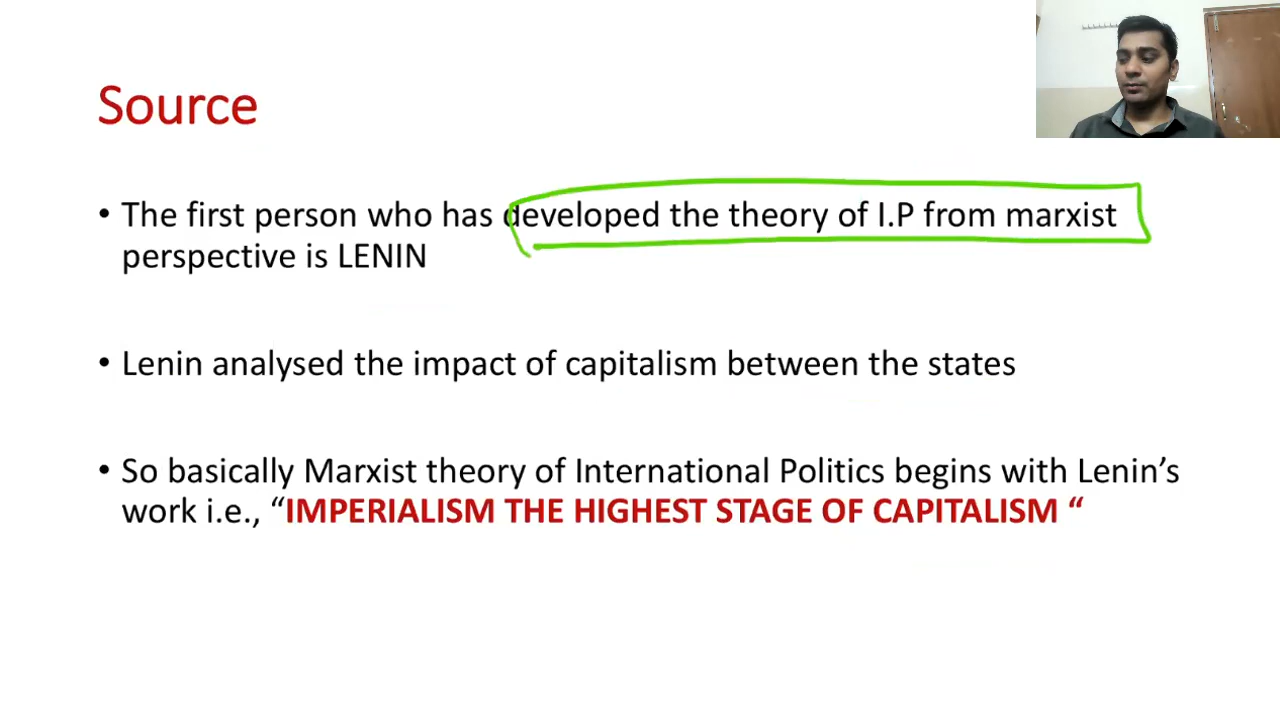 Source
• The first person who has developed the theory of I.P from marxist
perspective is LENIN
• Lenin analysed the impact of capitalism between the states
• So basically Marxist theory of International Politics begins with Lenin’s
work i.e., “IMPERIALISM THE HIGHEST STAGE OF CAPITALISM “